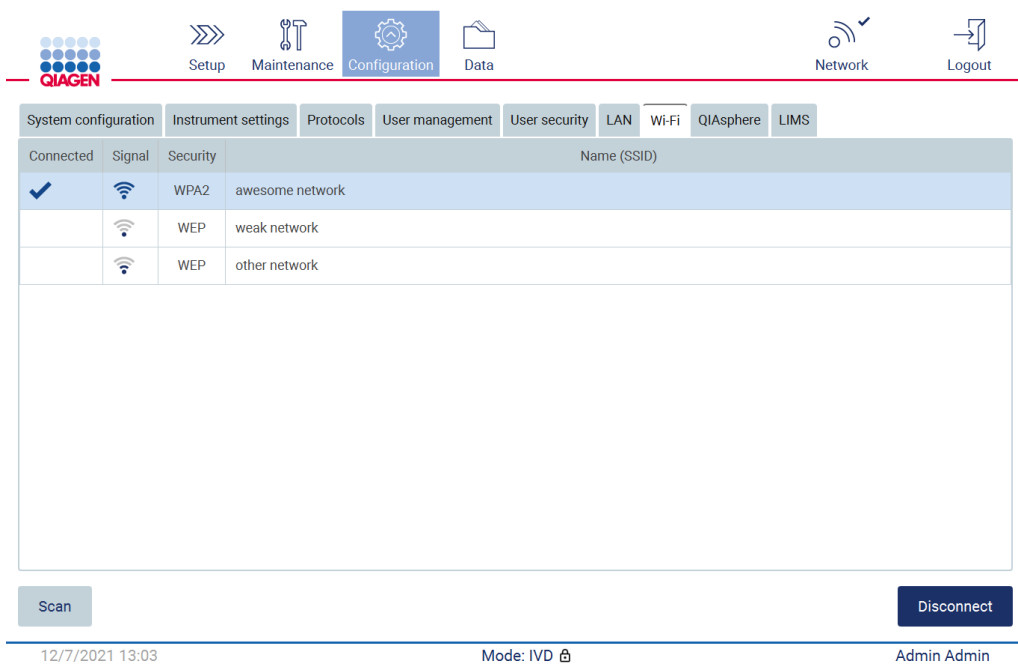 QIAGEN
Setup Maintenance Configuration Data Network Logout
System configuration Instrument settings Protocols User management User security LAN Wi-Fi QIAsphere LIMS
Connected Signal Security Name (SSID)
WPA2 awesome network
WEP weak network
WEP other network
Scan Disconnect
12/7/2021 13:03 Mode: IVD Admin Admin